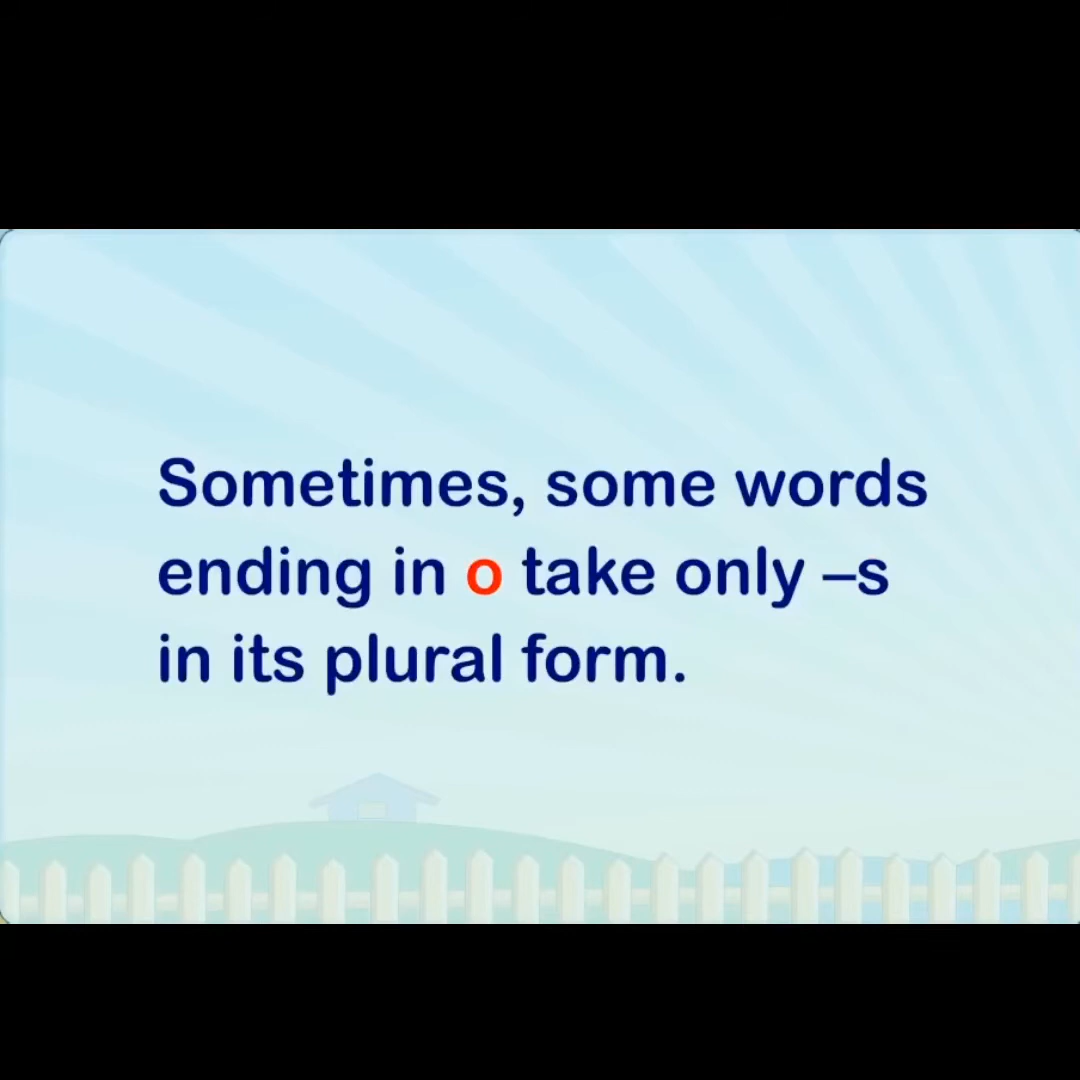 Sometimes, some words
ending in o take only –s
in its plural form.